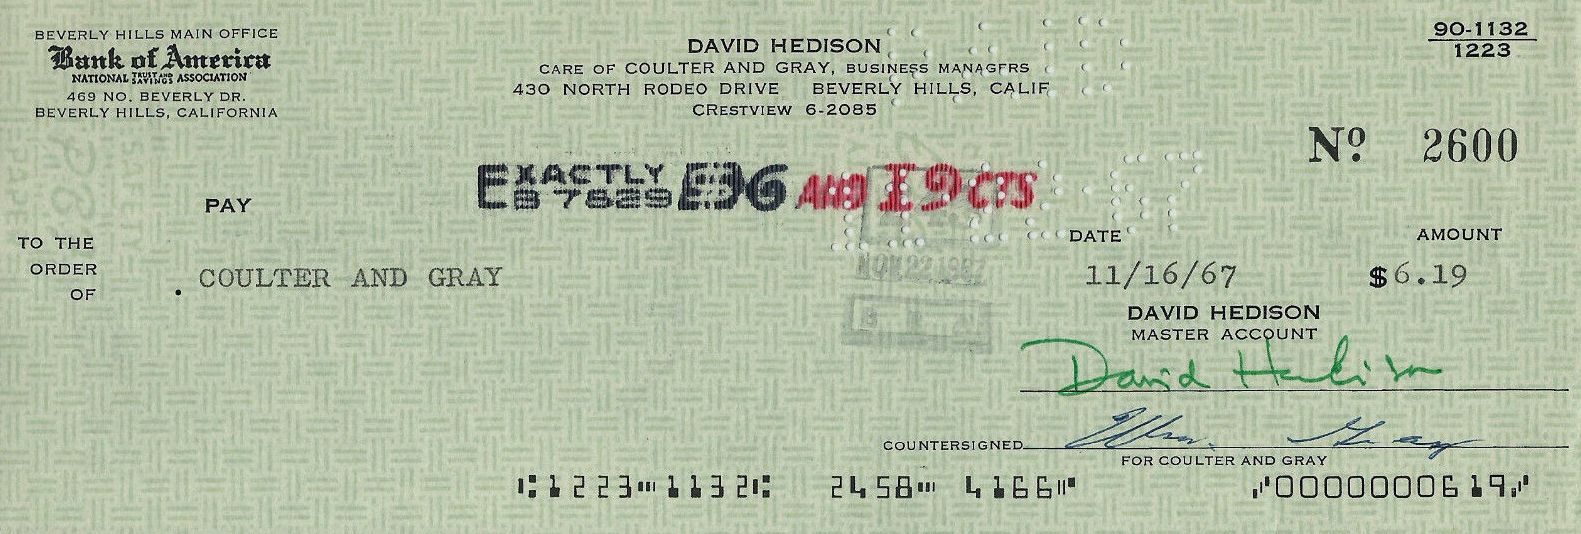 BEVERLY HILLS MAIN OFFICE
Bank of America
NATIONAL TRUST AND SAVINGS ASSOCIATION
469 NO. BEVERLY DR.
BEVERLY HILLS, CALIFORNIA
DAVID HEDISON
CARE OF COULTER AND GRAY, BUSINESS MANAGERS
430 NORTH RODEO DRIVE BEVERLY HILLS, CALIF
CRESTVIEW 6-2085
90-1132
1223
No. 2600
PAY
EXACTLY
B 7829 6 AND 19 CTS
TO THE
ORDER
OF
. COULTER AND GRAY
DATE
11/16/67
AMOUNT
$6.19
DAVID HEDISON
MASTER ACCOUNT
David Hedison
COUNTERSIGNED Wm. Gray
FOR COULTER AND GRAY
⑆1223⑉1132⑆ 2458⑉ 4166⑈ ⑇0000000619⑇